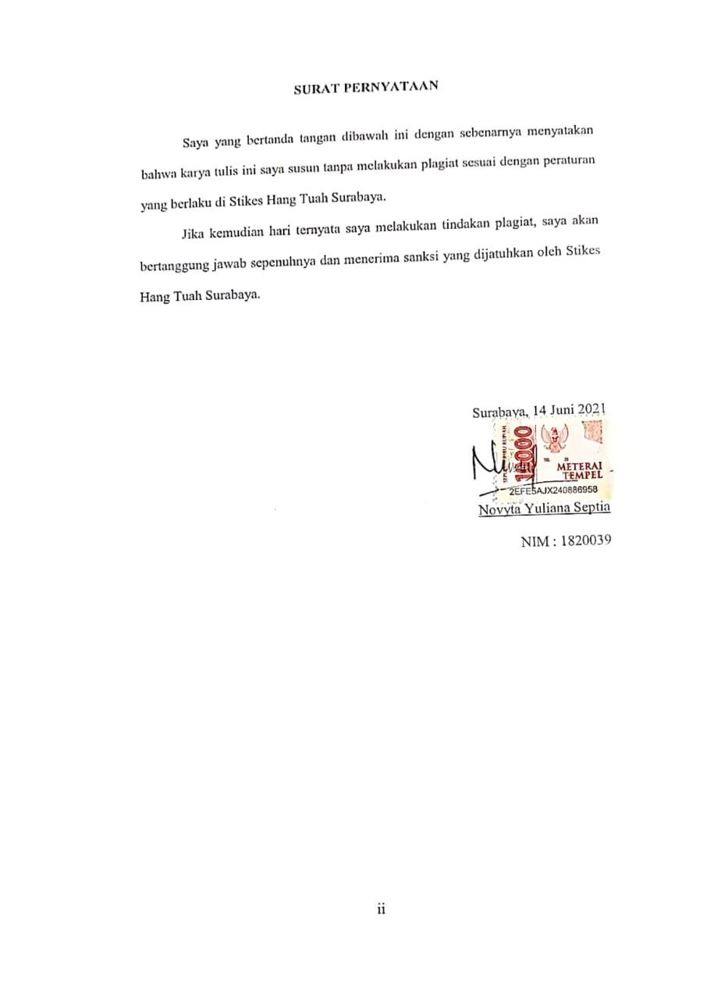 SURAT PERNYATAAN
Saya yang bertanda tangan dibawah ini dengan sebenarnya menyatakan
bahwa karya tulis ini saya susun tanpa melakukan plagiat sesuai dengan peraturan
yang berlaku di Stikes Hang Tuah Surabaya.
Jika kemudian hari ternyata saya melakukan tindakan plagiat, saya akan
bertanggung jawab sepenuhnya dan menerima sanksi yang dijatuhkan oleh Stikes
Hang Tuah Surabaya.
Surabaya, 14 Juni 2021
RUPIAH
10000
METERAI
TEMPEL
2EFE5AJX240886958
Novyta Yuliana Septia
NIM : 1820039
ii